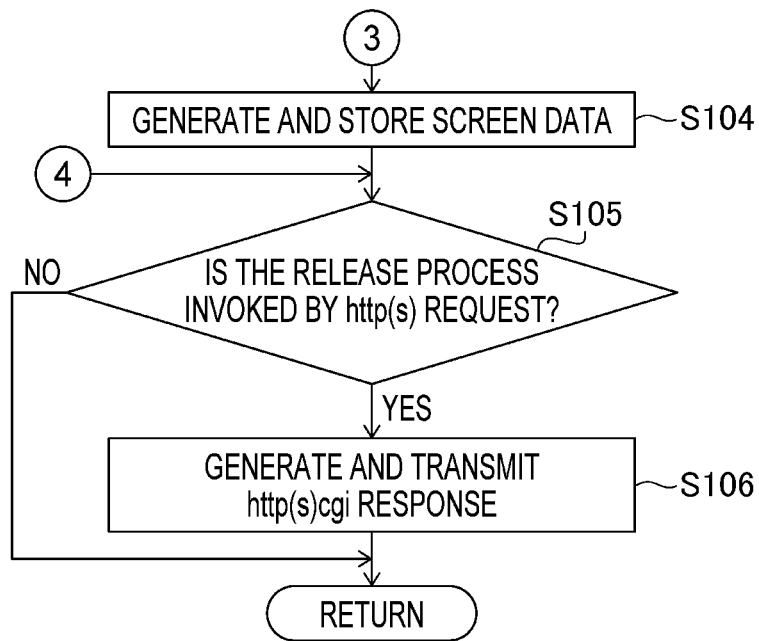 3
GENERATE AND STORE SCREEN DATA
S104
4
S105
NO
IS THE RELEASE PROCESS
INVOKED BY http(s) REQUEST?
YES
GENERATE AND TRANSMIT
http(s)cgi RESPONSE
S106
RETURN